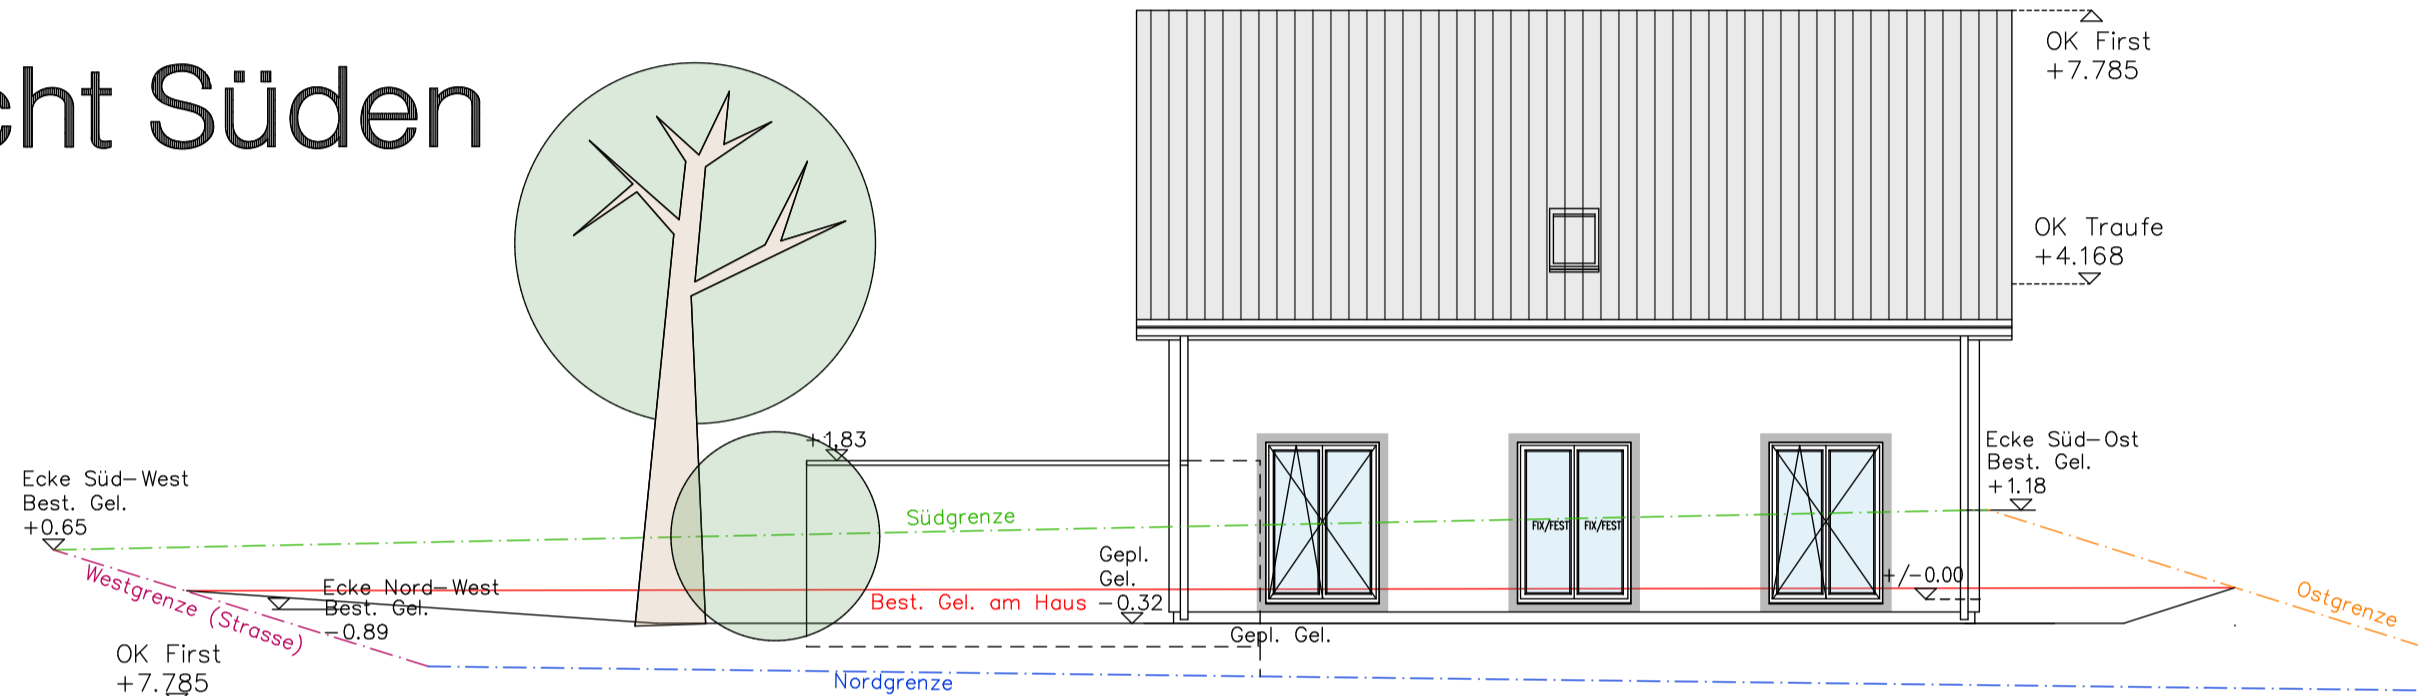 cht Süden
OK First
+7.785
OK Traufe
+4.168
+1.83
Ecke Süd-West
Best. Gel.
+0.65
Ecke Süd-Ost
Best. Gel.
+1.18
Südgrenze
FIX/FEST
FIX/FEST
Gepl.
Gel.
-0.32
+/-0.00
Westgrenze (Strasse)
Ecke Nord-West
Best. Gel.
-0.89
Best. Gel. am Haus
Ostgrenze
Gepl. Gel.
OK First
+7.785
Nordgrenze